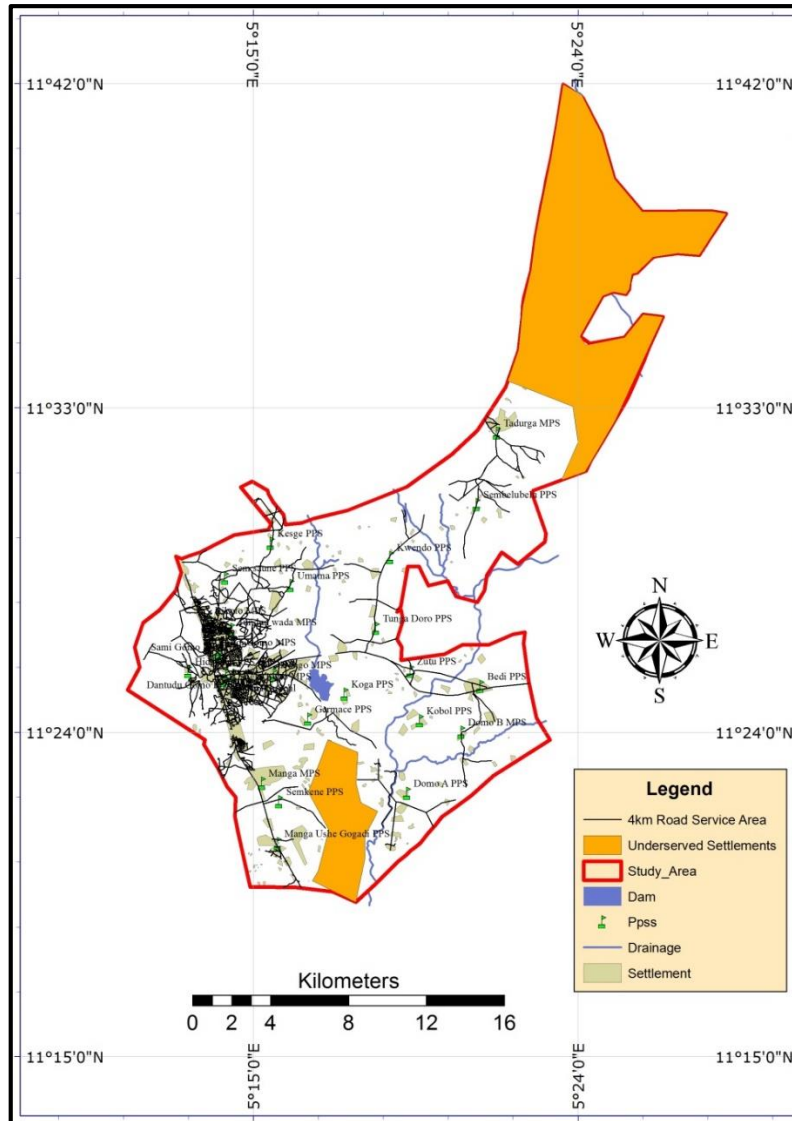 5°15'0"E
5°24'0"E
11°42'0"N
11°42'0"N
11°33'0"N
11°33'0"N
Tadurga MPS
Kesge PPS
Kwendo PPS
Umama PPS
Tunga Doro PPS
Sami Gomo
Zutu PPS
Dantudu
Koga PPS
Bedi PPS
Germace PPS
Kobol PPS
Domo B MPS
11°24'0"N
11°24'0"N
Manga MPS
Semkene PPS
Domo A PPS
Manga Ushe Gogadi PPS
N
W
E
S
Legend
4km Road Service Area
Underserved Settlements
Study_Area
Dam
Ppss
Drainage
Settlement
Kilometers
0 2 4 8 12 16
11°15'0"N
11°15'0"N
5°15'0"E
5°24'0"E